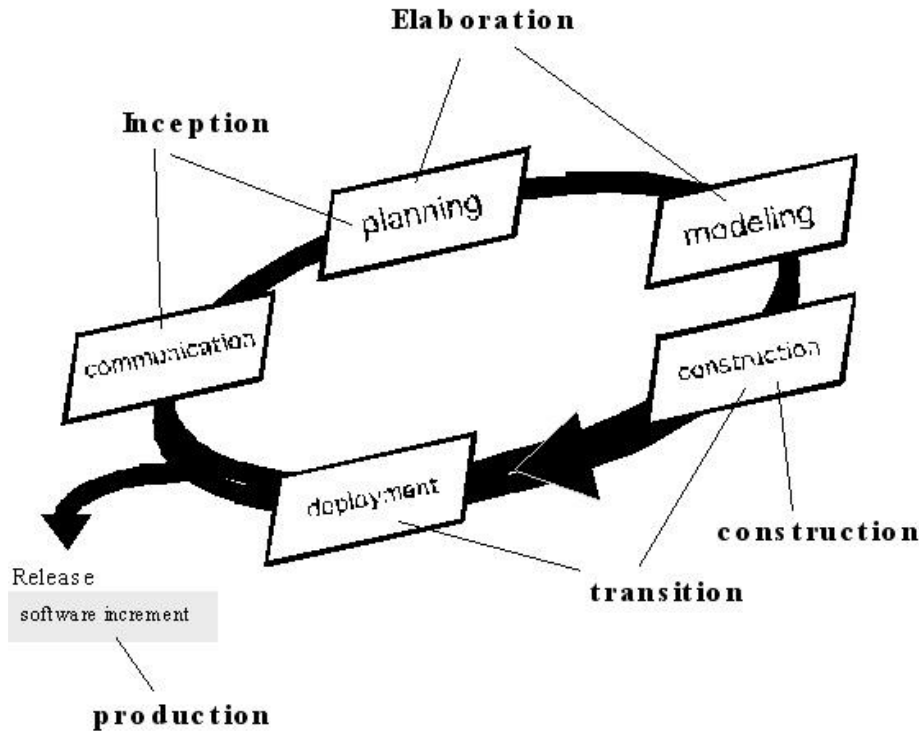 Elaboration
Inception
planning
modeling
communication
construction
deployment
construction
transition
Release
software increment
production